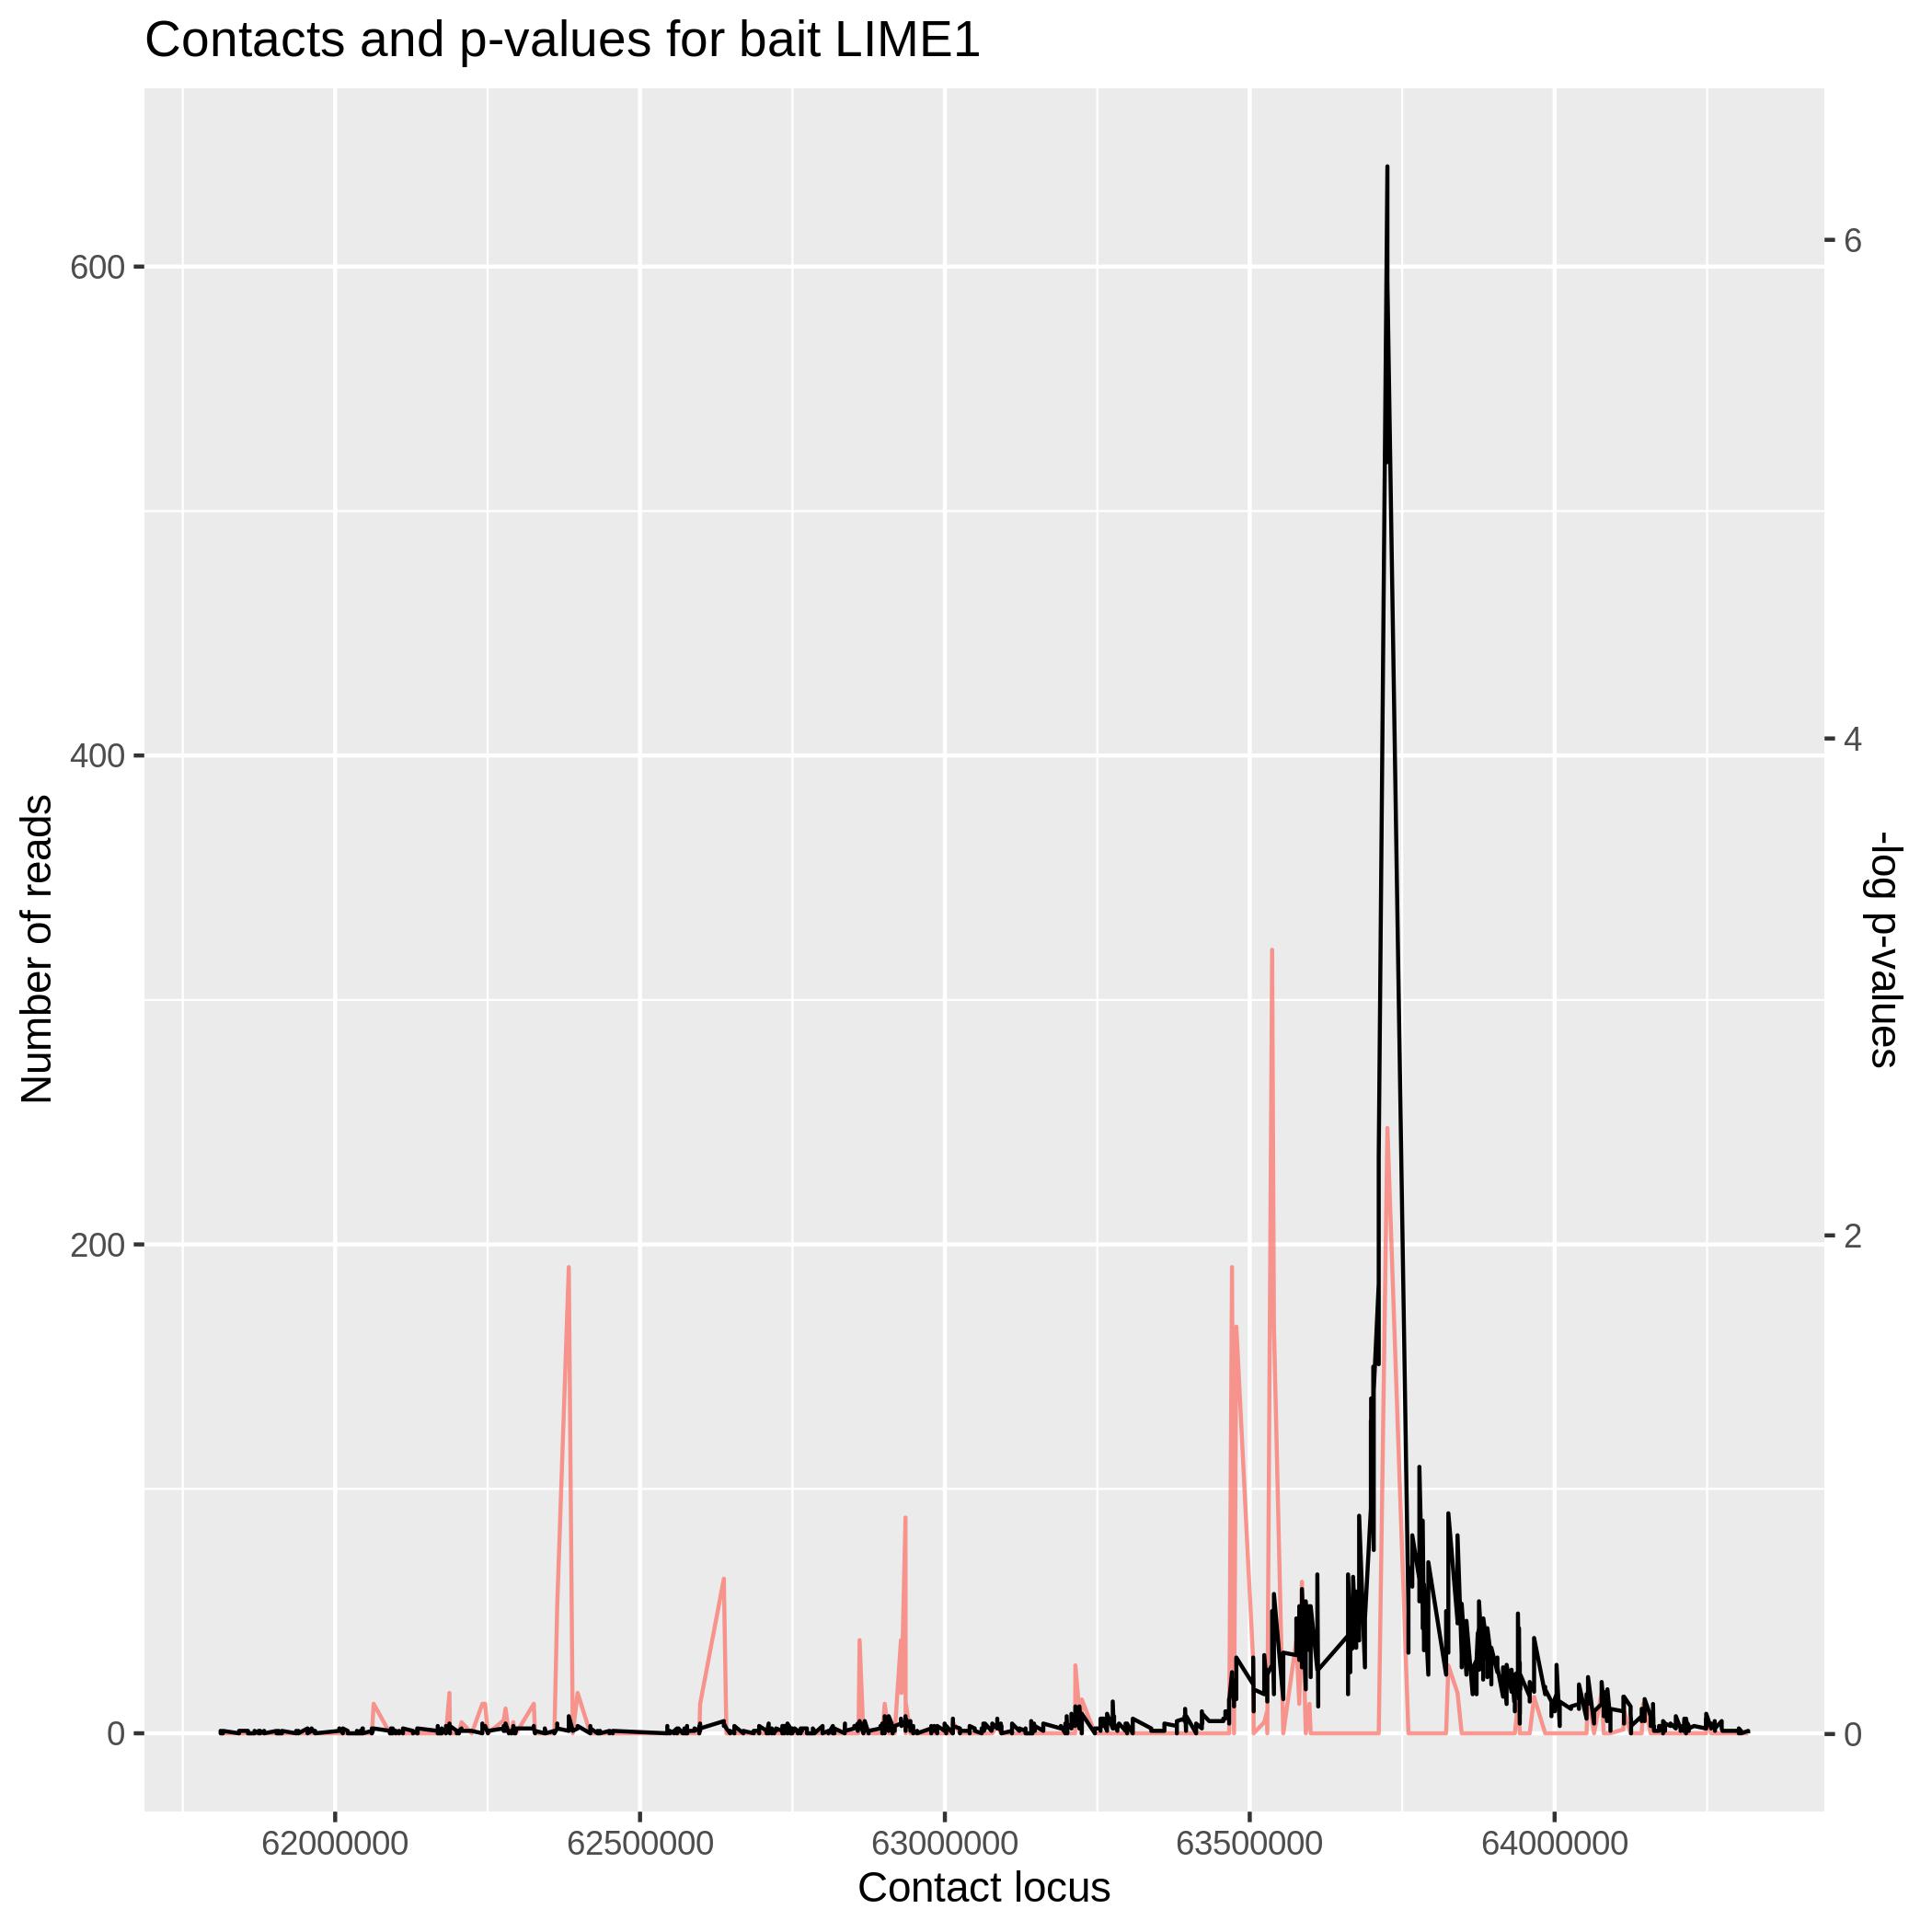 Contacts and p-values for bait LIME1
600
400
200
0
Number of reads
6
4
2
0
-log p-values
62000000 62500000 63000000 63500000 64000000
Contact locus